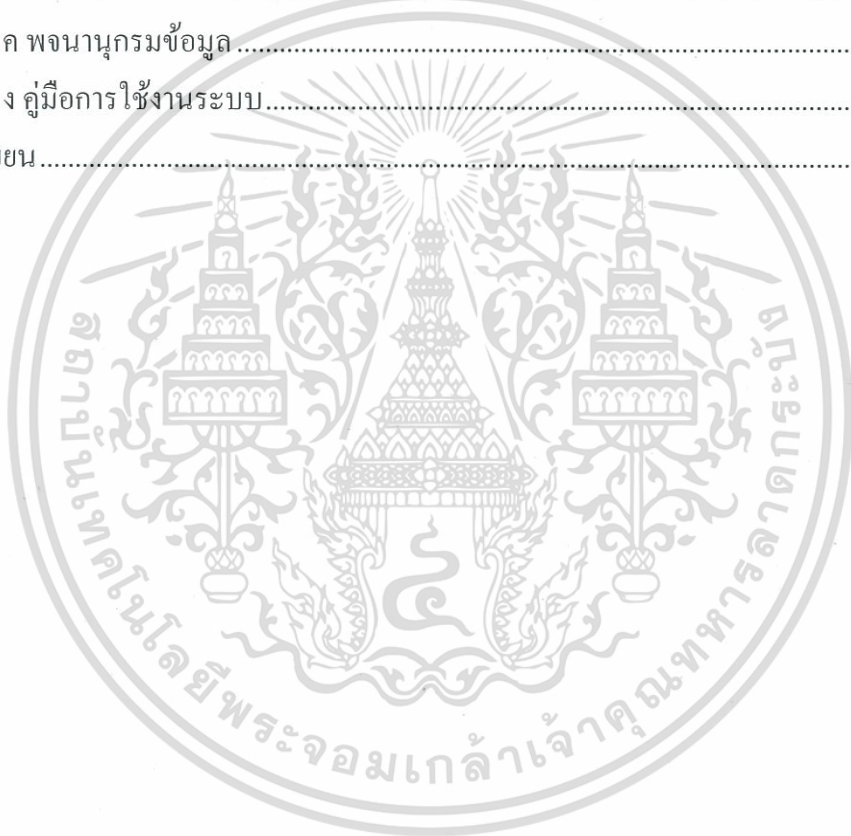 ค พจนานุกรมข้อมูล
ง คู่มือการใช้งานระบบ
ยน
สถาบันเทคโนโลยีพระจอมเกล้าเจ้าคุณทหารลาดกระบัง
๔